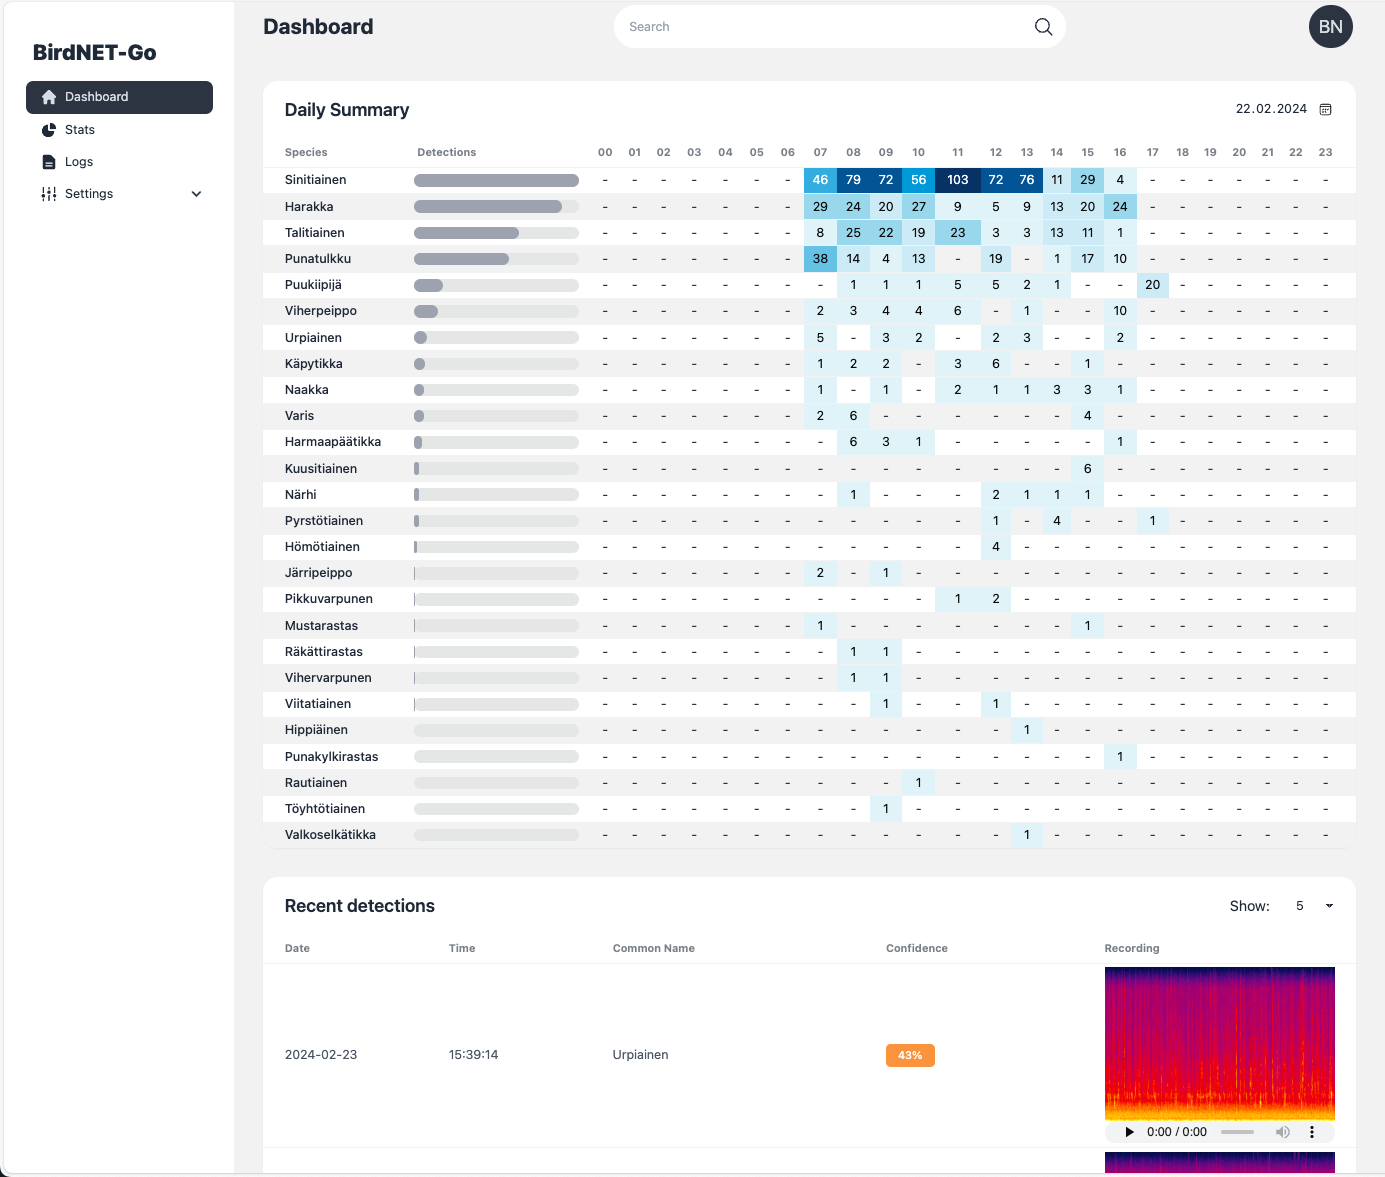 Dashboard
Search
BN
BirdNET-Go
Dashboard
Stats
Logs
Settings
Daily Summary
22.02.2024
Species Detections 00 01 02 03 04 05 06 07 08 09 10 11 12 13 14 15 16 17 18 19 20 21 22 23
Sinitiainen - - - - - - - 46 79 72 56 103 72 76 11 29 4 - - - - - - -
Harakka - - - - - - - 29 24 20 27 9 5 9 13 20 24 - - - - - - -
Talitiainen - - - - - - - 8 25 22 19 23 3 3 13 11 1 - - - - - - -
Punatulkku - - - - - - - 38 14 4 13 - 19 - 1 17 10 - - - - - - -
Puukiipijä - - - - - - - - 1 1 1 5 5 2 1 - - 20 - - - - - -
Viherpeippo - - - - - - - 2 3 4 4 6 - 1 - - 10 - - - - - - -
Urpiainen - - - - - - - 5 - 3 2 - 2 3 - - 2 - - - - - - -
Käpytikka - - - - - - - 1 2 2 - 3 6 - - 1 - - - - - - - -
Naakka - - - - - - - 1 - 1 - 2 1 1 3 3 1 - - - - - - -
Varis - - - - - - - 2 6 - - - - - - 4 - - - - - - - -
Harmaapäätikka - - - - - - - - 6 3 1 - - - - - 1 - - - - - - -
Kuusitiainen - - - - - - - - - - - - - - - 6 - - - - - - - -
Närhi - - - - - - - - 1 - - - 2 1 1 1 - - - - - - - -
Pyrstötiainen - - - - - - - - - - - - 1 - 4 - - 1 - - - - - -
Hömötiainen - - - - - - - - - - - - 4 - - - - - - - - - - -
Järripeippo - - - - - - - 2 - 1 - - - - - - - - - - - - - -
Pikkuvarpunen - - - - - - - - - - - 1 2 - - - - - - - - - - -
Mustarastas - - - - - - - 1 - - - - - - - 1 - - - - - - - -
Räkättirastas - - - - - - - - 1 1 - - - - - - - - - - - - - -
Vihervarpunen - - - - - - - - 1 1 - - - - - - - - - - - - - -
Viitatiainen - - - - - - - - - 1 - - 1 - - - - - - - - - - -
Hippiäinen - - - - - - - - - - - - - 1 - - - - - - - - - -
Punakylkirastas - - - - - - - - - - - - - - - - 1 - - - - - - -
Rautiainen - - - - - - - - - - 1 - - - - - - - - - - - - -
Töyhtötiainen - - - - - - - - - 1 - - - - - - - - - - - - - -
Valkoselkätikka - - - - - - - - - - - - - 1 - - - - - - - - - -
Recent detections
Show: 5
Date Time Common Name Confidence Recording
2024-02-23 15:39:14 Urpiainen 43%
0:00 / 0:00